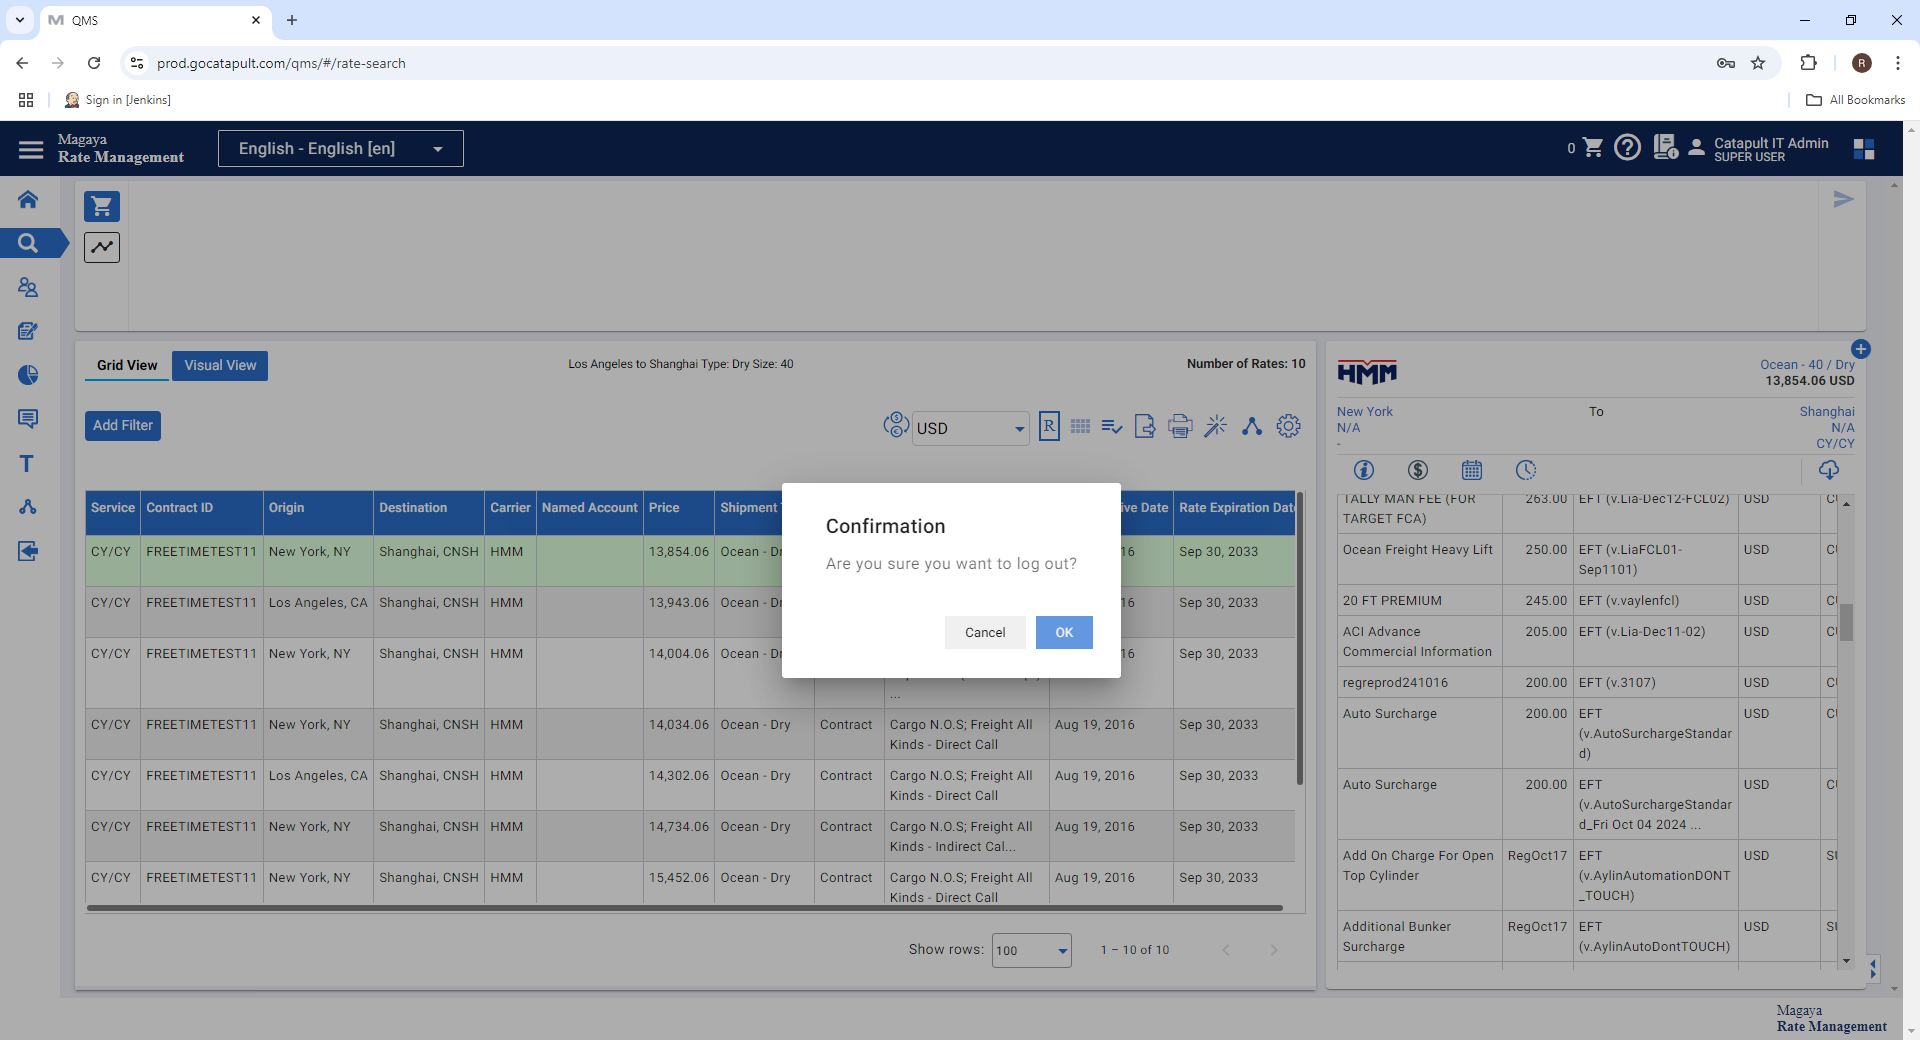 QMS
prod.gocatapult.com/qms/#/rate-search
R
Sign in [Jenkins]
All Bookmarks
Magaya
Rate Management
English - English [en]
0
Catapult IT Admin
SUPER USER
Grid View
Visual View
Los Angeles to Shanghai Type: Dry Size: 40
Number of Rates: 10
Add Filter
USD
R
Service Contract ID Origin Destination Carrier Named Account Price Shipment ive Date Rate Expiration Date
CY/CY FREETIMETEST11 New York, NY Shanghai, CNSH HMM 13,854.06 Ocean - Dr 16 Sep 30, 2033
CY/CY FREETIMETEST11 Los Angeles, CA Shanghai, CNSH HMM 13,943.06 Ocean - Dr 16 Sep 30, 2033
CY/CY FREETIMETEST11 New York, NY Shanghai, CNSH HMM 14,004.06 Ocean - Dr 16 Sep 30, 2033
...
CY/CY FREETIMETEST11 New York, NY Shanghai, CNSH HMM 14,034.06 Ocean - Dry Contract Cargo N.O.S; Freight All Aug 19, 2016 Sep 30, 2033
Kinds - Direct Call
CY/CY FREETIMETEST11 Los Angeles, CA Shanghai, CNSH HMM 14,302.06 Ocean - Dry Contract Cargo N.O.S; Freight All Aug 19, 2016 Sep 30, 2033
Kinds - Direct Call
CY/CY FREETIMETEST11 New York, NY Shanghai, CNSH HMM 14,734.06 Ocean - Dry Contract Cargo N.O.S; Freight All Aug 19, 2016 Sep 30, 2033
Kinds - Indirect Cal...
CY/CY FREETIMETEST11 New York, NY Shanghai, CNSH HMM 15,452.06 Ocean - Dry Contract Cargo N.O.S; Freight All Aug 19, 2016 Sep 30, 2033
Kinds - Direct Call
Show rows: 100 1 – 10 of 10
Confirmation
Are you sure you want to log out?
Cancel
OK
HMM
Ocean - 40 / Dry
13,854.06 USD
New York To Shanghai
N/A N/A
- CY/CY
TALLY MAN FEE (FOR 263.00 EFT (v.Lia-Dec12-FCL02) USD
TARGET FCA)
Ocean Freight Heavy Lift 250.00 EFT (v.LiaFCL01- USD
Sep1101)
20 FT PREMIUM 245.00 EFT (v.vaylenfcl) USD
ACI Advance 205.00 EFT (v.Lia-Dec11-02) USD
Commercial Information
regreprod241016 200.00 EFT (v.3107) USD
Auto Surcharge 200.00 EFT USD
(v.AutoSurchargeStandar
d)
Auto Surcharge 200.00 EFT USD
(v.AutoSurchargeStandar
d_Fri Oct 04 2024 ...
Add On Charge For Open RegOct17 EFT USD
Top Cylinder (v.AylinAutomationDONT
_TOUCH)
Additional Bunker RegOct17 EFT USD
Surcharge (v.AylinAutoDontTOUCH)
Magaya
Rate Management